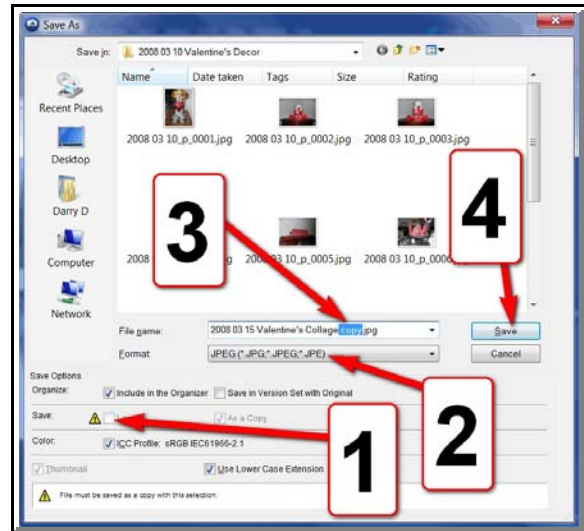 Save As
Save in: 2008 03 10 Valentine's Decor
Name Date taken Tags Size Rating
Recent Places
2008 03 10_p_0001.jpg 2008 03 10_p_0002.jpg 2008 03 10_p_0003.jpg
Desktop
Darry D
3
4
Computer
2008 03 10_p_0005.jpg
Network
File name: 2008 03 15 Valentine's Collage copy.jpg Save
Format JPEG (*.JPG;*.JPEG;*.JPE) Cancel
Save Options
Organize: Include in the Organizer Save in Version Set with Original
Save: As a Copy
1
2
Color: ICC Profile: sRGB IEC61966-2.1
Thumbnail Use Lower Case Extension
File must be saved as a copy with this selection.